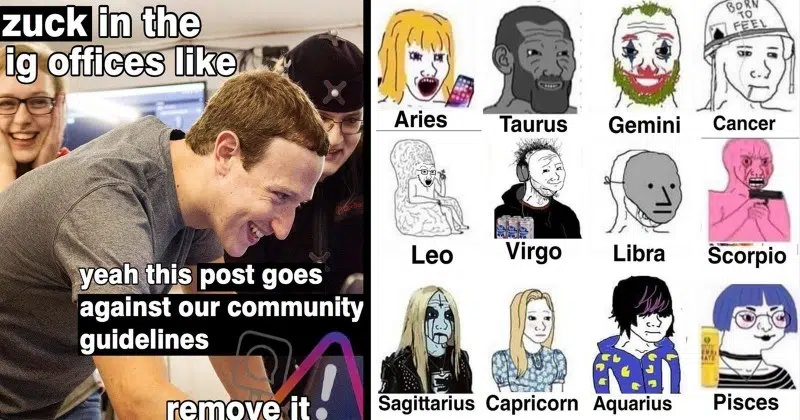 zuck in the
ig offices like
yeah this post goes
against our community
guidelines
remove it
BORN
TO
FEEL
Aries
Taurus
Gemini
Cancer
Leo
Virgo
Libra
Scorpio
Sagittarius
Capricorn
Aquarius
Pisces